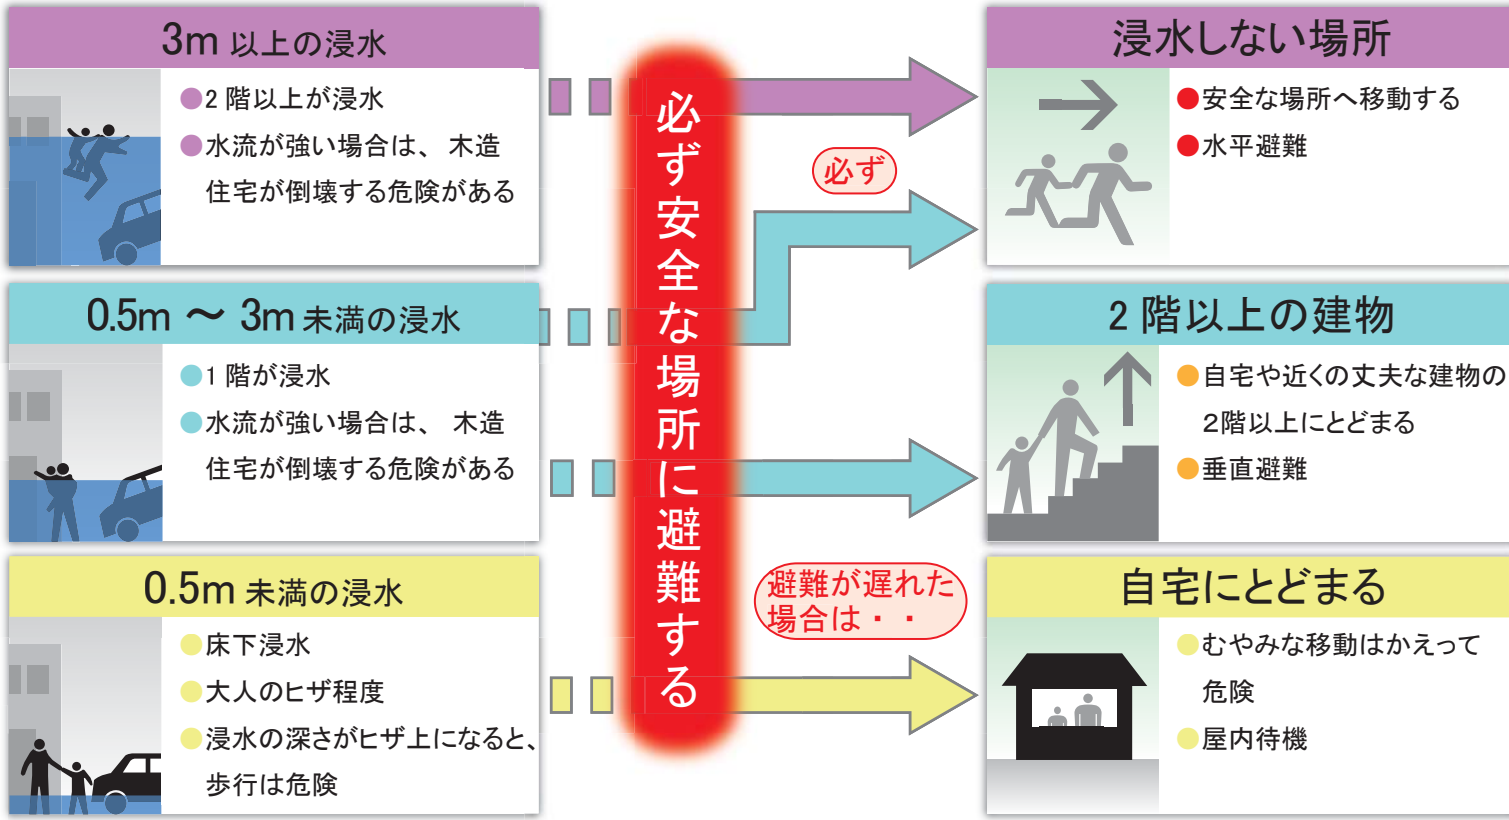 3m 以上の浸水
●2 階以上が浸水
●水流が強い場合は、 木造
住宅が倒壊する危険がある
0.5m ～ 3m 未満の浸水
●1 階が浸水
●水流が強い場合は、 木造
住宅が倒壊する危険がある
0.5m 未満の浸水
●床下浸水
●大人のヒザ程度
●浸水の深さがヒザ上になると、
歩行は危険
必ず安全な場所に避難する
必ず
避難が遅れた
場合は・・
浸水しない場所
●安全な場所へ移動する
●水平避難
2 階以上の建物
●自宅や近くの丈夫な建物の
２階以上にとどまる
●垂直避難
自宅にとどまる
●むやみな移動はかえって
危険
●屋内待機